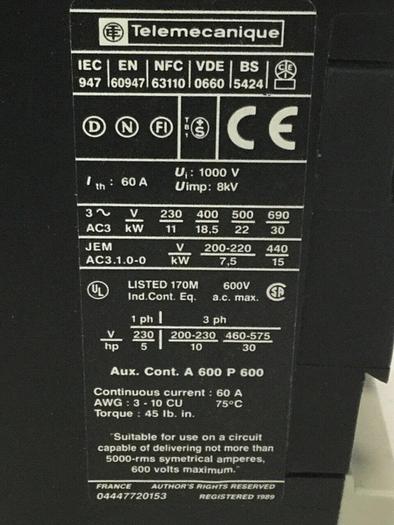 Telemecanique
IEC EN NFC VDE BS
947 60947 63110 0660 5424
D N FI TBT S CE
Ith : 60 A
Ui : 1000 V
Uimp : 8kV
3~ V 230 400 500 690
AC3 kW 11 18,5 22 30
JEM V 200-220 440
AC3.1.0-0 kW 7,5 15
UL LISTED 170M 600V
Ind.Cont. Eq. a.c. max. SA
1 ph 3 ph
V 230 200-230 460-575
hp 5 10 30
Aux. Cont. A 600 P 600
Continuous current : 60 A
AWG : 3 - 10 CU 75°C
Torque : 45 lb. in.
"Suitable for use on a circuit
capable of delivering not more than
5000-rms symetrical amperes,
600 volts maximum."
FRANCE AUTHOR'S RIGHTS RESERVED
04447720153 REGISTERED 1989